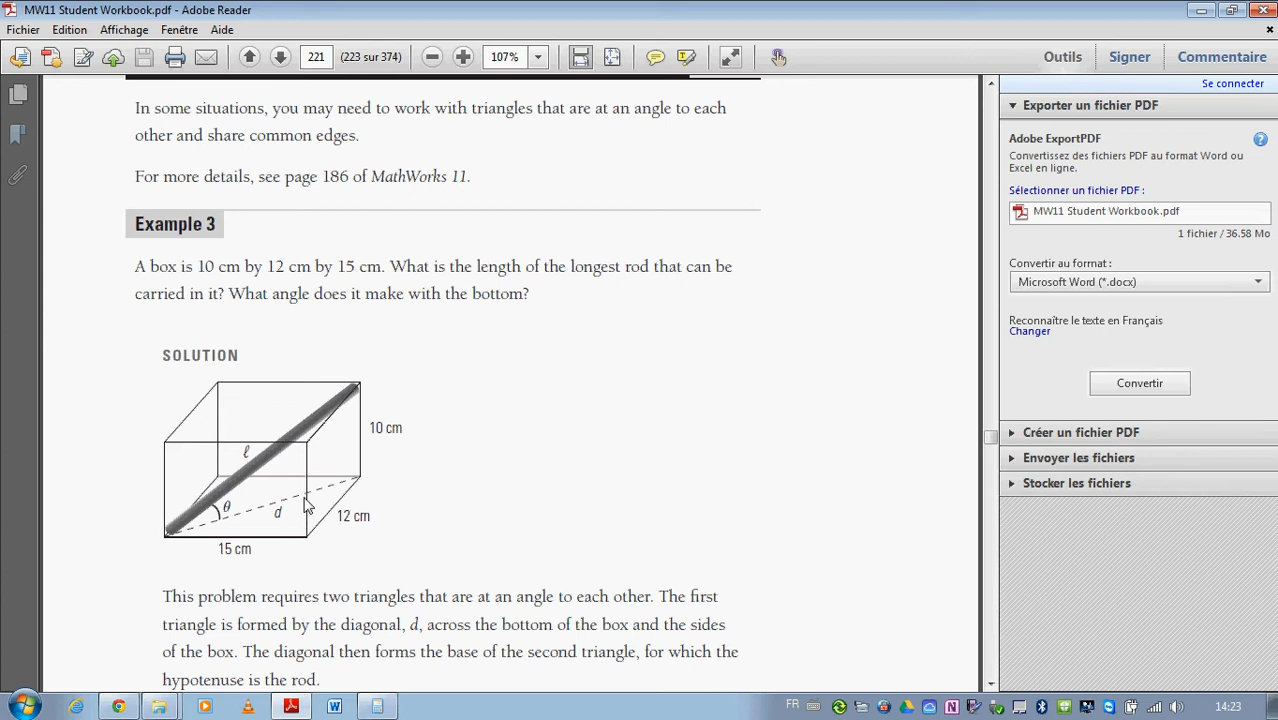 MW11 Student Workbook.pdf - Adobe Reader
Fichier Edition Affichage Fenêtre Aide
221 (223 sur 374) 107% Outils Signer Commentaire
In some situations, you may need to work with triangles that are at an angle to each
other and share common edges.
For more details, see page 186 of MathWorks 11.
Example 3
A box is 10 cm by 12 cm by 15 cm. What is the length of the longest rod that can be
carried in it? What angle does it make with the bottom?
SOLUTION
10 cm
ℓ
θ
d
12 cm
15 cm
This problem requires two triangles that are at an angle to each other. The first
triangle is formed by the diagonal, d, across the bottom of the box and the sides
of the box. The diagonal then forms the base of the second triangle, for which the
hypotenuse is the rod.
Se connecter
Exporter un fichier PDF
Adobe ExportPDF
Convertissez des fichiers PDF au format Word ou
Excel en ligne.
Sélectionner un fichier PDF :
MW11 Student Workbook.pdf
1 fichier / 36.58 Mo
Convertir au format :
Microsoft Word (*.docx)
Reconnaître le texte en Français
Changer
Convertir
Créer un fichier PDF
Envoyer les fichiers
Stocker les fichiers
FR 14:23